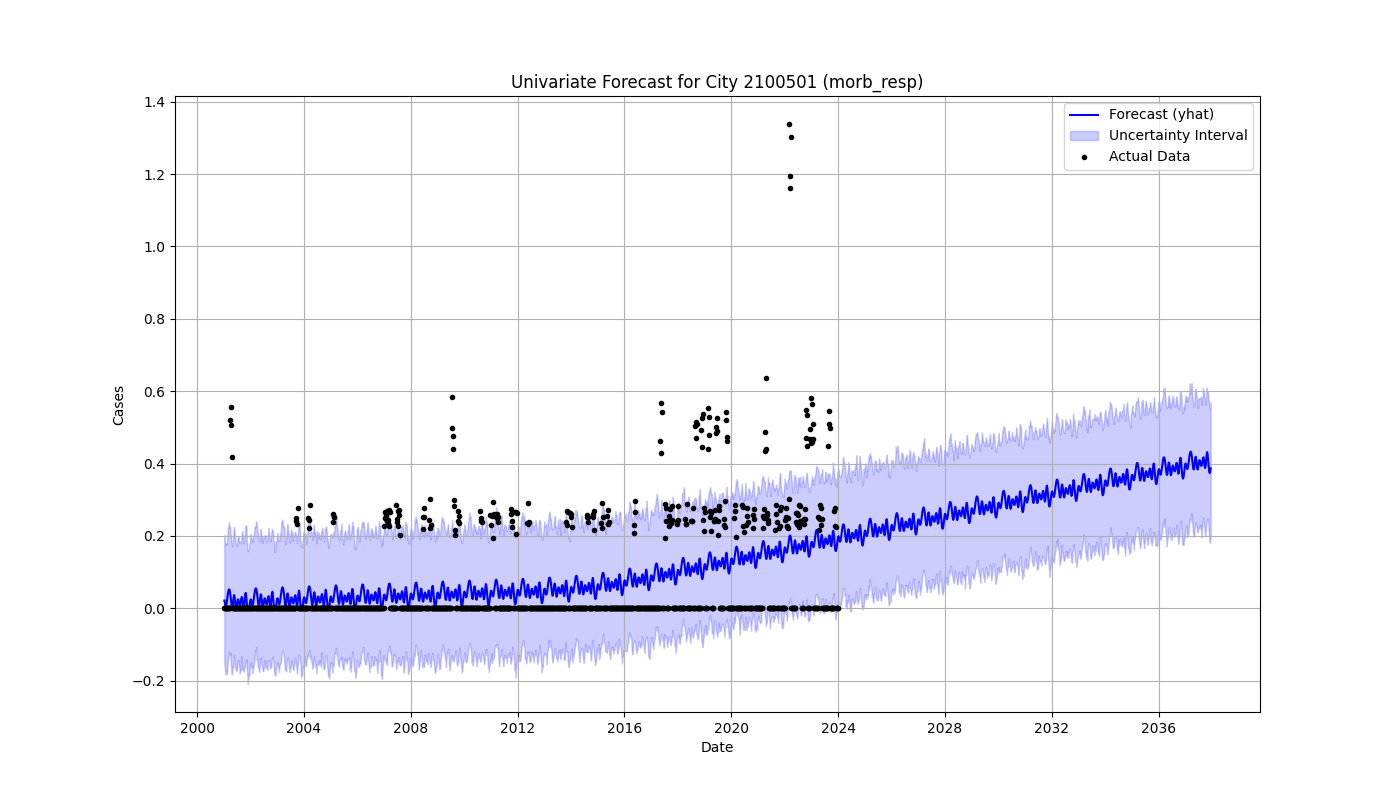 Univariate Forecast for City 2100501 (morb_resp)
Forecast (yhat)
Uncertainty Interval
Actual Data
Cases
1.4
1.2
1.0
0.8
0.6
0.4
0.2
0.0
−0.2
2000 2004 2008 2012 2016 2020 2024 2028 2032 2036
Date